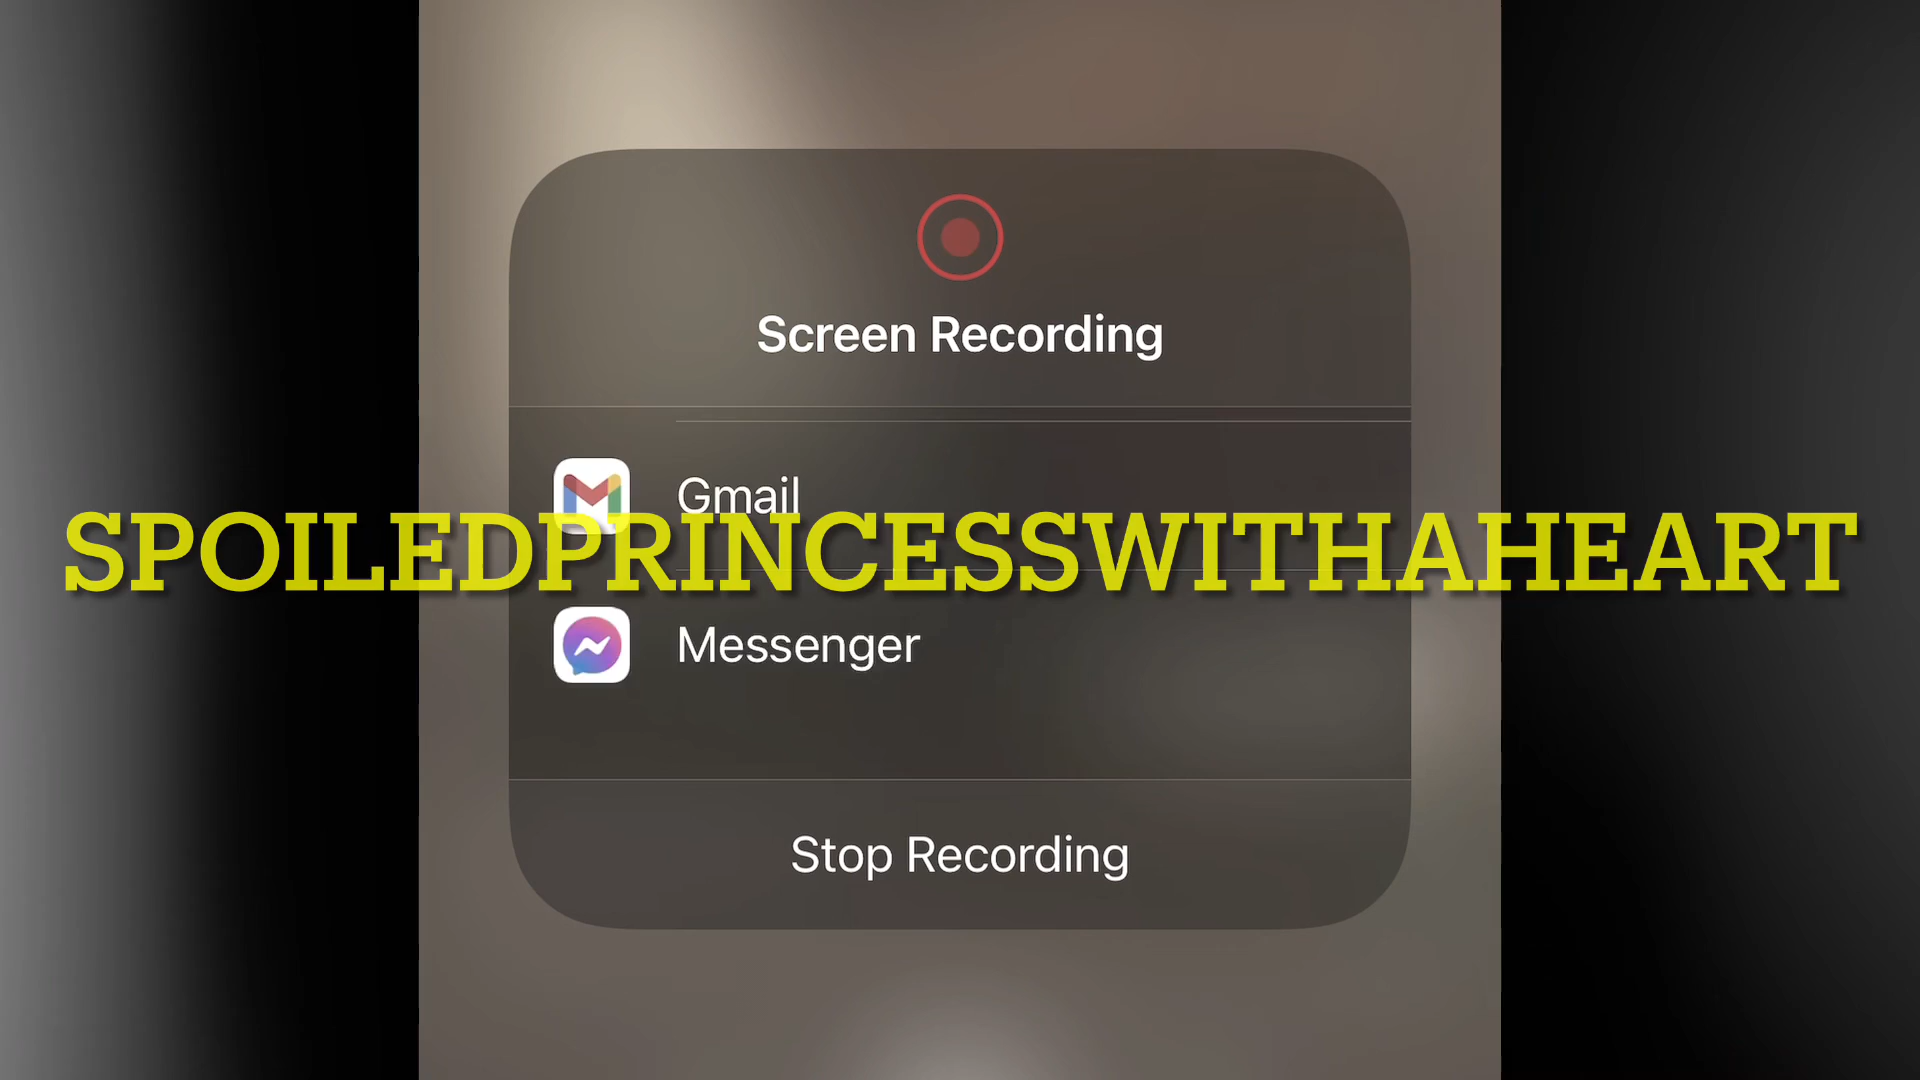 Screen Recording
Gmail
SPOILEDPRINCESSWITHAHEART
Messenger
Stop Recording